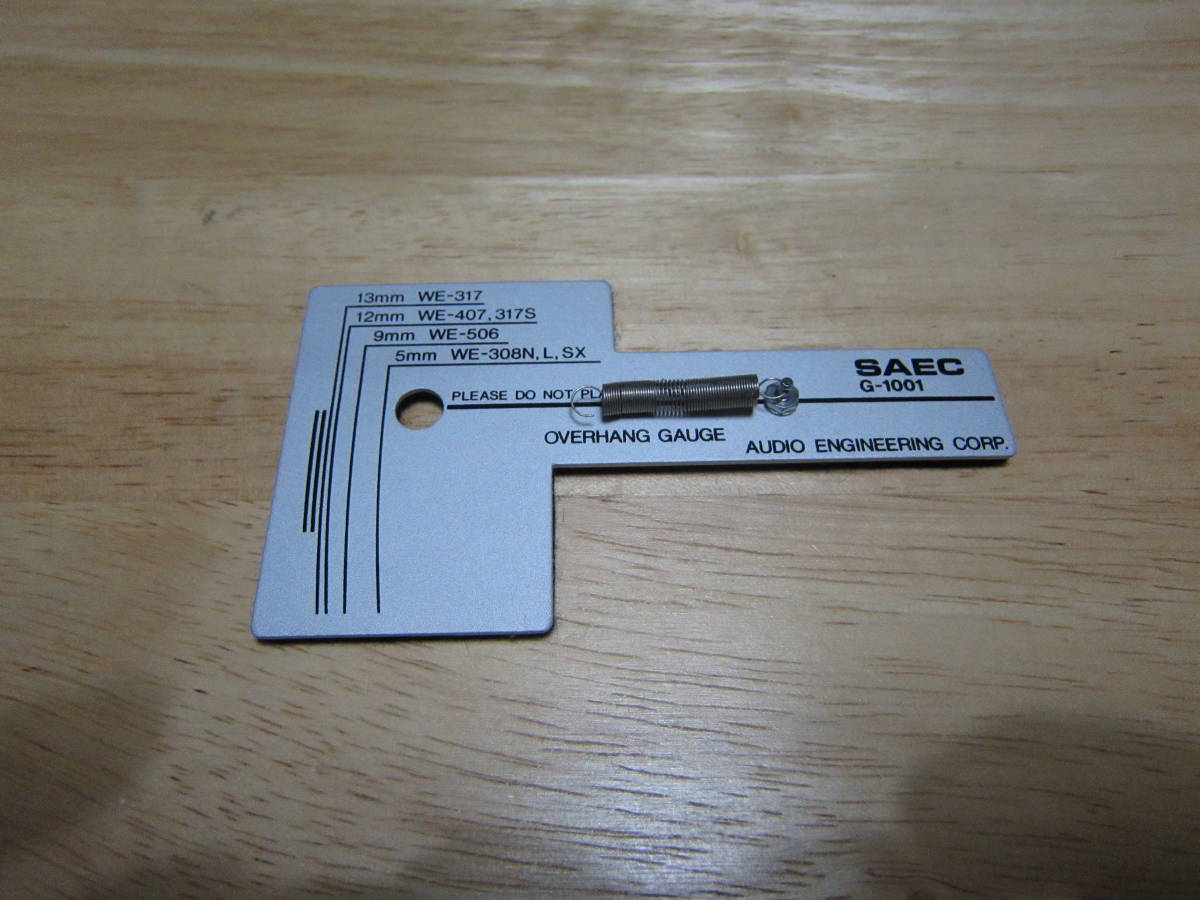 13mm WE-317
12mm WE-407, 317S
9mm WE-506
5mm WE-308N, L, SX
SAEC
G-1001
PLEASE DO NOT
OVERHANG GAUGE
AUDIO ENGINEERING CORP.